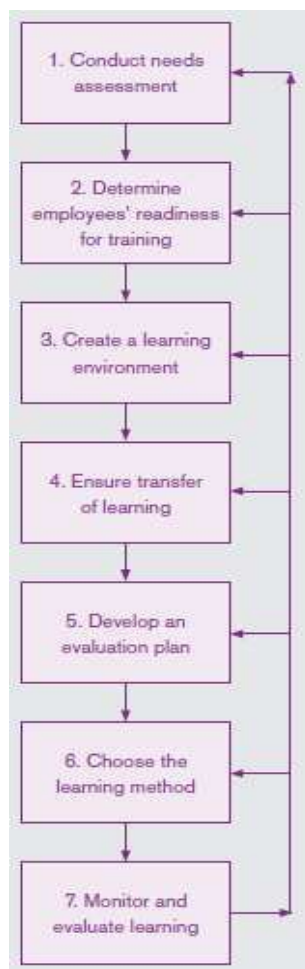 1. Conduct needs
assessment
2. Determine
employees' readiness
for training
3. Create a learning
environment
4. Ensure transfer
of learning
5. Develop an
evaluation plan
6. Choose the
learning method
7. Monitor and
evaluate learning